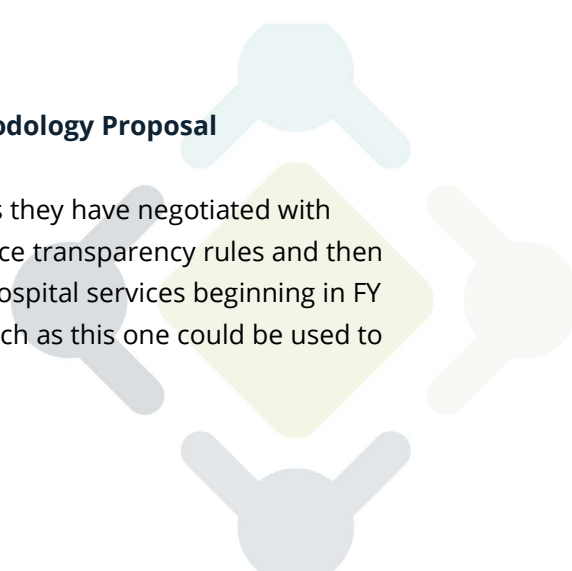 odology Proposal
s they have negotiated with
ce transparency rules and then
ospital services beginning in FY
ch as this one could be used to